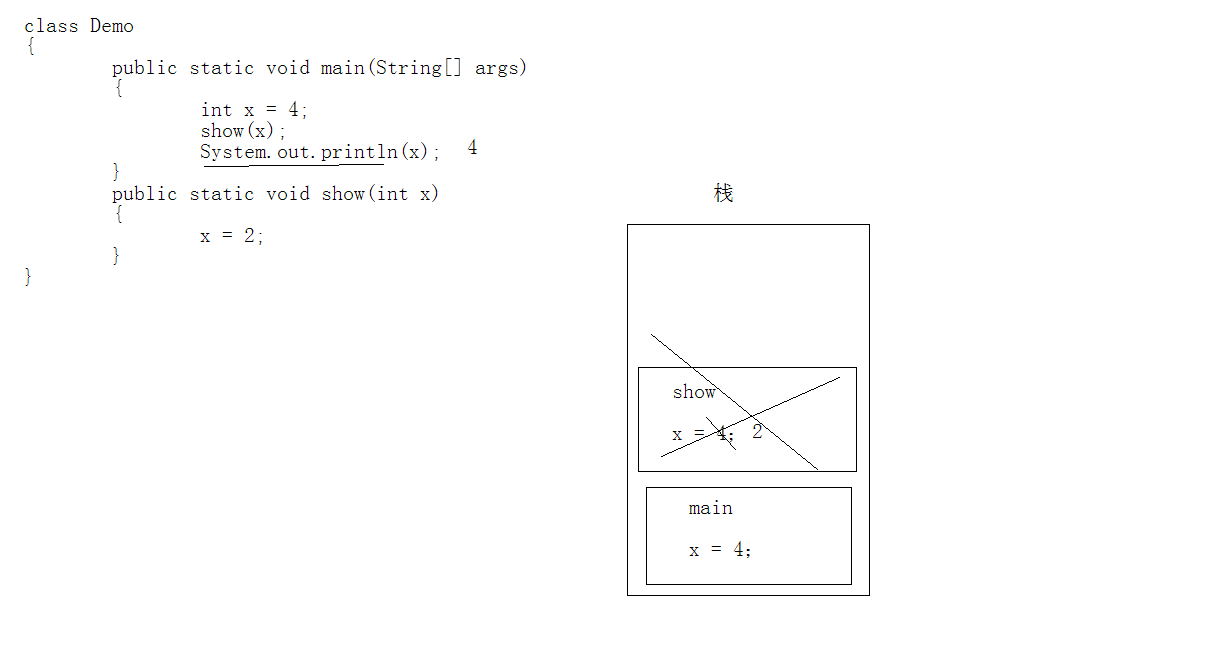 class Demo
{
public static void main(String[] args)
{
int x = 4;
show(x);
System.out.println(x); 4
}
public static void show(int x)
{
x = 2;
}
}
栈
show
x = 4; 2
main
x = 4;